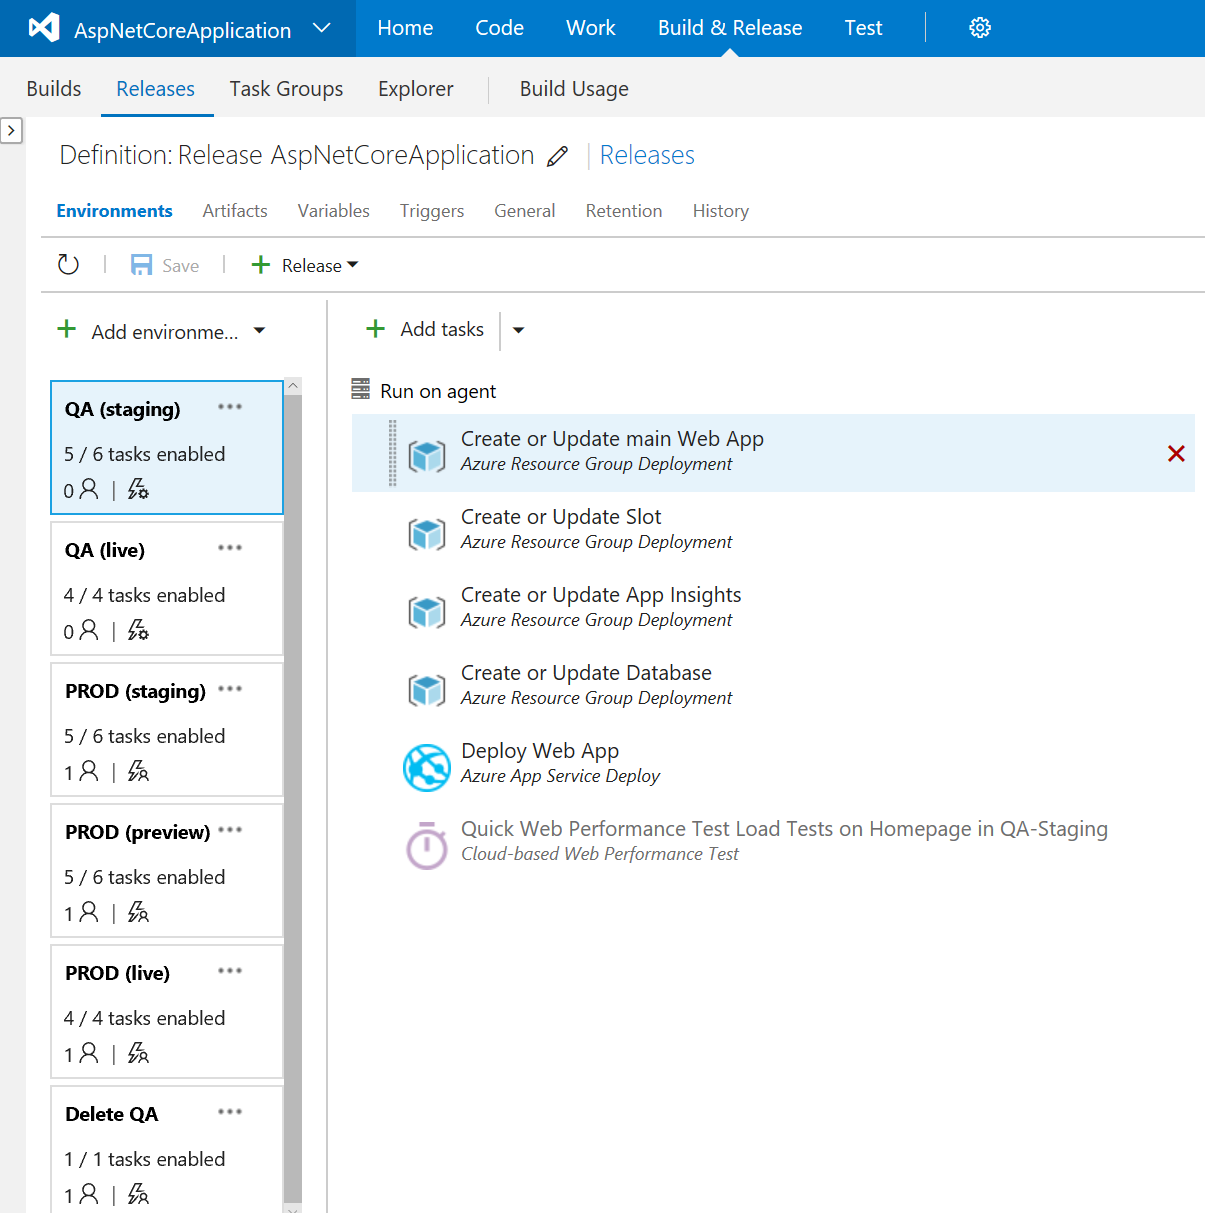 AspNetCoreApplication
Home Code Work Build & Release Test
Builds Releases Task Groups Explorer Build Usage
Definition: Release AspNetCoreApplication Releases
Environments Artifacts Variables Triggers General Retention History
Save Release
Add environme...
Add tasks
Run on agent
QA (staging)
5 / 6 tasks enabled
0
QA (live)
4 / 4 tasks enabled
0
PROD (staging)
5 / 6 tasks enabled
1
PROD (preview)
5 / 6 tasks enabled
1
PROD (live)
4 / 4 tasks enabled
1
Delete QA
1 / 1 tasks enabled
1
Create or Update main Web App
Azure Resource Group Deployment
Create or Update Slot
Azure Resource Group Deployment
Create or Update App Insights
Azure Resource Group Deployment
Create or Update Database
Azure Resource Group Deployment
Deploy Web App
Azure App Service Deploy
Quick Web Performance Test Load Tests on Homepage in QA-Staging
Cloud-based Web Performance Test